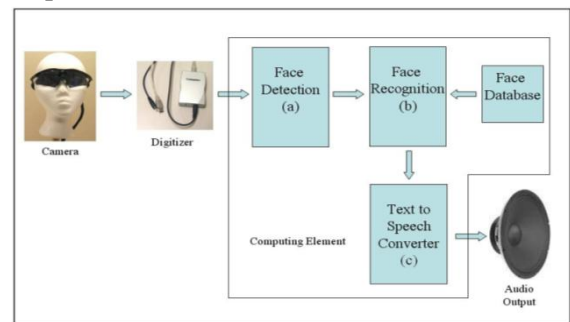 Camera
Digitizer
Face
Detection
(a)
Face
Recognition
(b)
Face
Database
Text to
Speech
Converter
(c)
Computing Element
Audio
Output